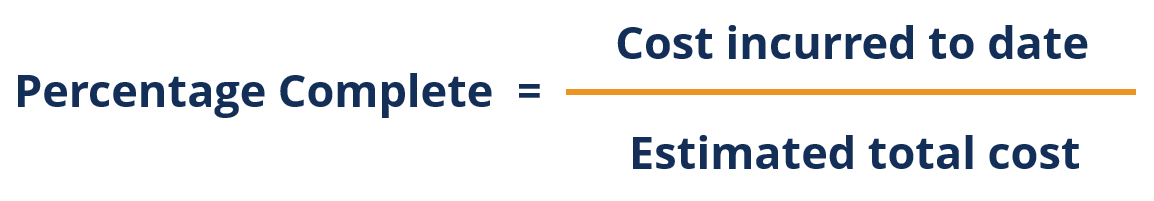 Percentage Complete =
Cost incurred to date
Estimated total cost